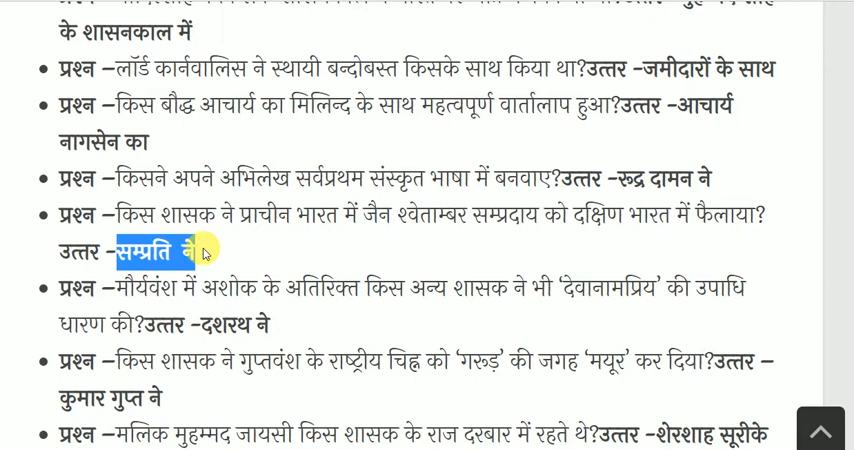 के शासनकाल में
प्रश्न –लॉर्ड कार्नवालिस ने स्थायी बन्दोबस्त किसके साथ किया था?उत्तर -जमीदारों के साथ
प्रश्न –किस बौद्ध आचार्य का मिलिन्द के साथ महत्वपूर्ण वार्तालाप हुआ?उत्तर -आचार्य
नागसेन का
प्रश्न –किसने अपने अभिलेख सर्वप्रथम संस्कृत भाषा में बनवाए?उत्तर -रूद्र दामन ने
प्रश्न –किस शासक ने प्राचीन भारत में जैन श्वेताम्बर सम्प्रदाय को दक्षिण भारत में फैलाया?
उत्तर -सम्प्रति ने
प्रश्न –मौर्यवंश में अशोक के अतिरिक्त किस अन्य शासक ने भी ‘देवानामप्रिय’ की उपाधि
धारण की?उत्तर -दशरथ ने
प्रश्न –किस शासक ने गुप्तवंश के राष्ट्रीय चिह्न को ‘गरूड़’ की जगह ‘मयूर’ कर दिया?उत्तर –
कुमार गुप्त ने
प्रश्न –मलिक मुहम्मद जायसी किस शासक के राज दरबार में रहते थे?उत्तर -शेरशाह सूरीके